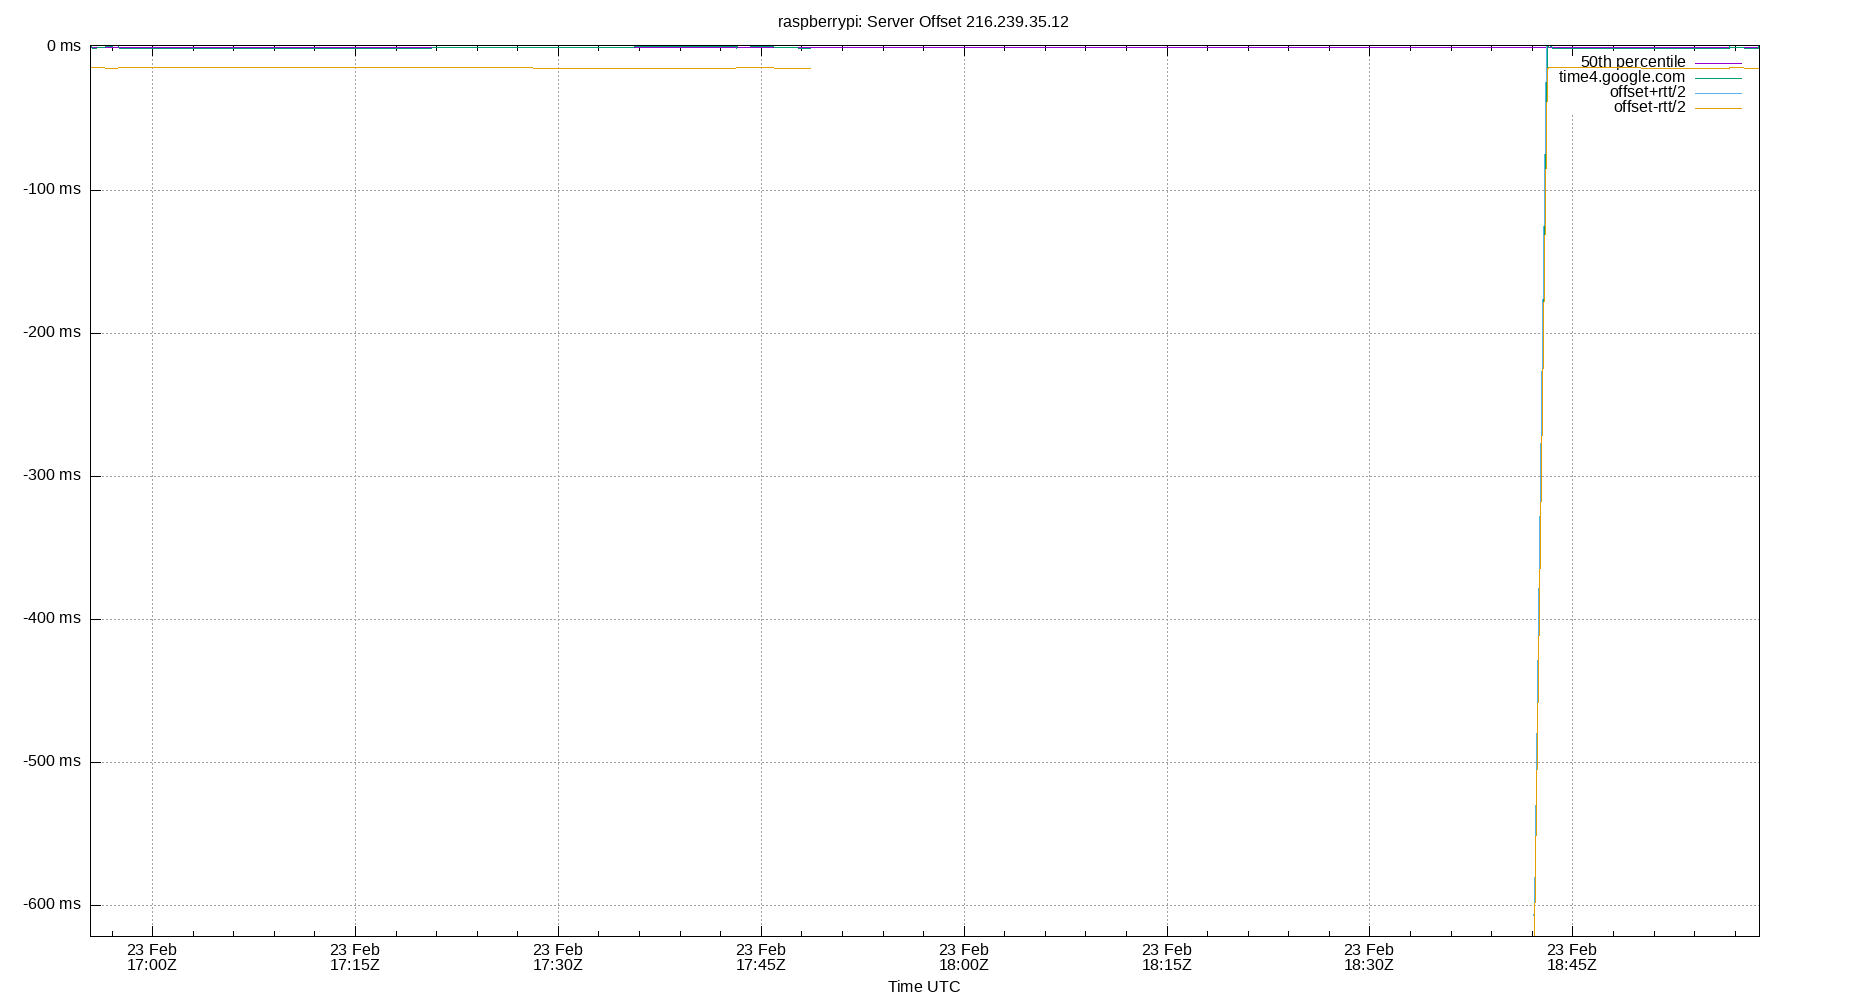 raspberrypi: Server Offset 216.239.35.12
0 ms
50th percentile
time4.google.com
offset+rtt/2
offset-rtt/2
-100 ms
-200 ms
-300 ms
-400 ms
-500 ms
-600 ms
23 Feb 23 Feb 23 Feb 23 Feb 23 Feb 23 Feb 23 Feb 23 Feb
17:00Z 17:15Z 17:30Z 17:45Z 18:00Z 18:15Z 18:30Z 18:45Z
Time UTC